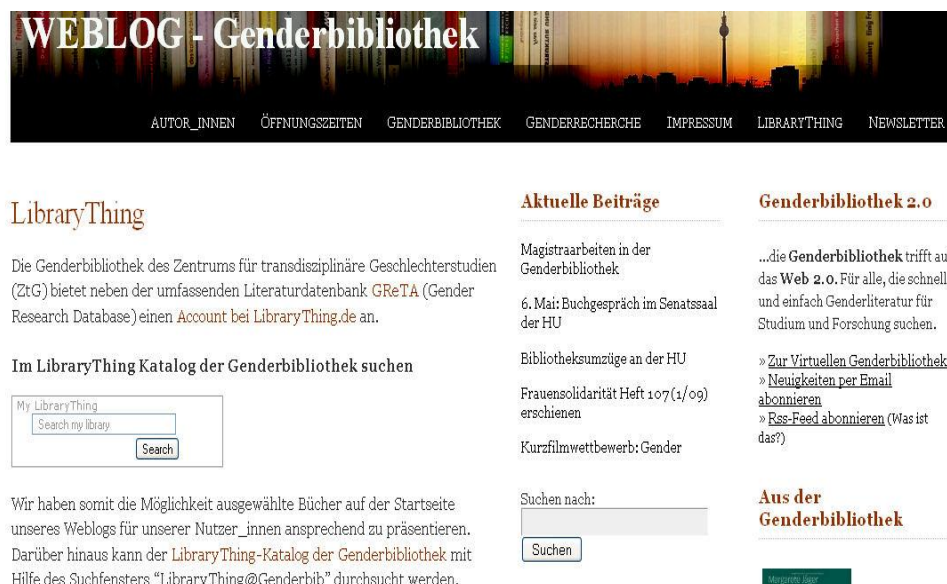 WEBLOG - Genderbibliothek
AUTOR_INNEN ÖFFNUNGSZEITEN GENDERBIBLIOTHEK GENDERRECHERCHE IMPRESSUM LIBRARYTHING NEWSLETTER
LibraryThing
Die Genderbibliothek des Zentrums für transdisziplinäre Geschlechterstudien
(ZtG) bietet neben der umfassenden Literaturdatenbank GReTA (Gender
Research Database) einen Account bei LibraryThing.de an.
Im LibraryThing Katalog der Genderbibliothek suchen
My LibraryThing
Search my library
Search
Wir haben somit die Möglichkeit ausgewählte Bücher auf der Startseite
unseres Weblogs für unserer Nutzer_innen ansprechend zu präsentieren.
Darüber hinaus kann der LibraryThing-Katalog der Genderbibliothek mit
Hilfe des Suchfensters "LibraryThing@Genderbib" durchsucht werden.
Aktuelle Beiträge
Magistraarbeiten in der
Genderbibliothek
6. Mai: Buchgespräch im Senatssaal
der HU
Bibliotheksumzüge an der HU
Frauensolidarität Heft 107(1/09)
erschienen
Kurzfilmwettbewerb: Gender
Suchen nach:
Suchen
Genderbibliothek 2.0
...die Genderbibliothek trifft au
das Web 2.0. Für alle, die schnell
und einfach Genderliteratur für
Studium und Forschung suchen.
» Zur Virtuellen Genderbibliothek
» Neuigkeiten per Email
abonnieren
» Rss-Feed abonnieren (Was ist
das?)
Aus der
Genderbibliothek
Margarete Jäger